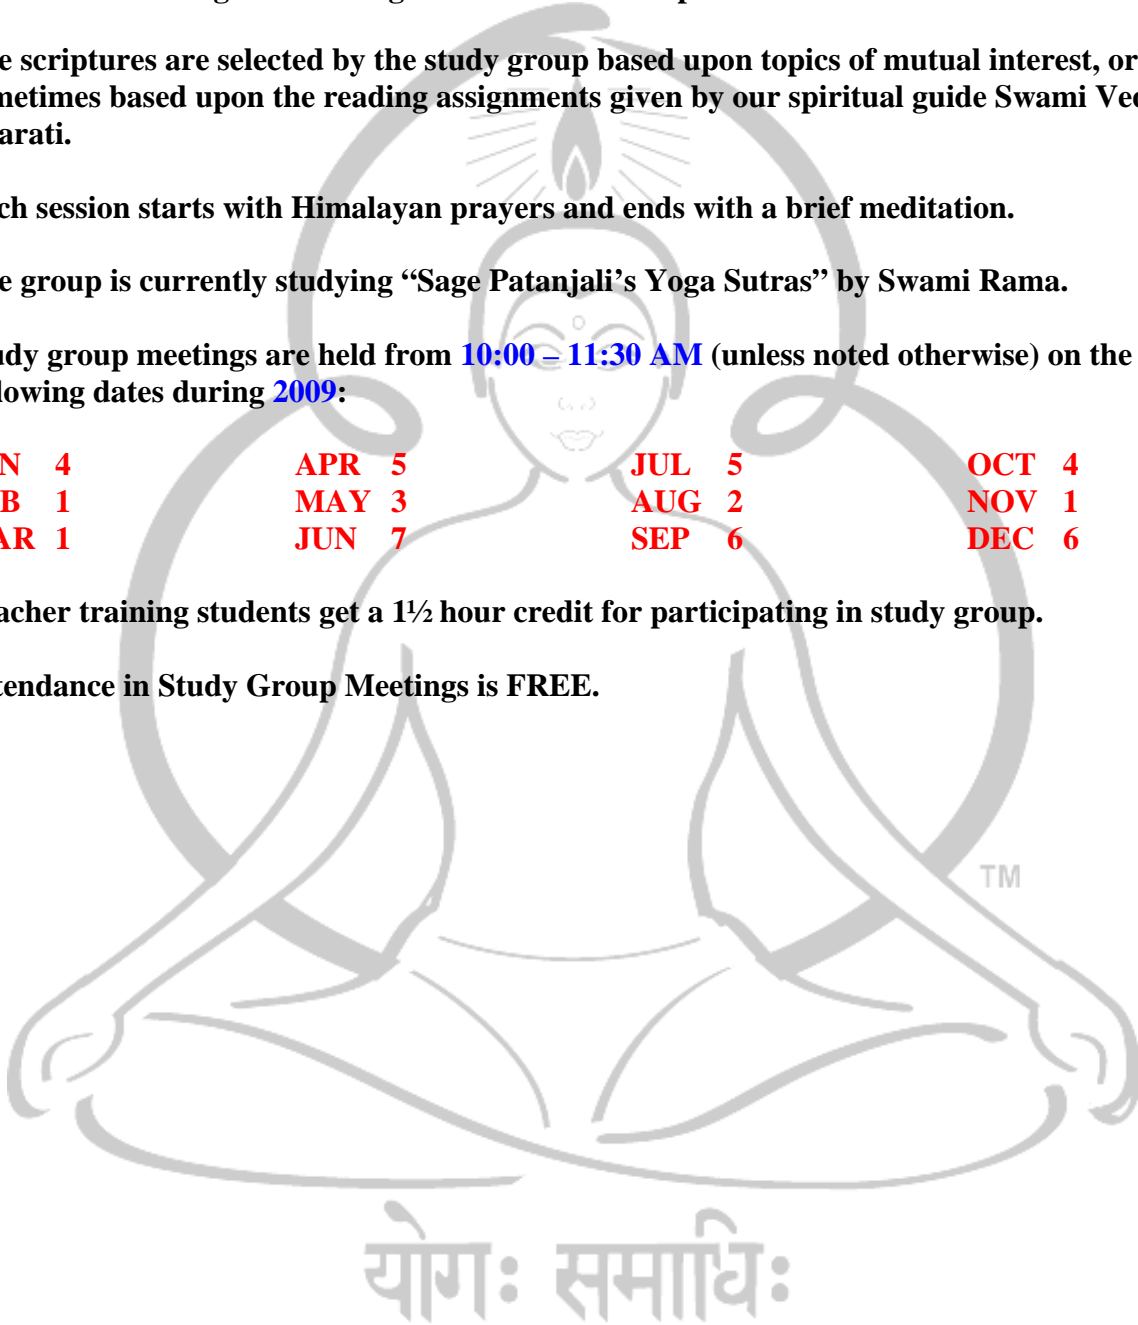 e scriptures are selected by the study group based upon topics of mutual interest, or
metimes based upon the reading assignments given by our spiritual guide Swami Ve
arati.
ch session starts with Himalayan prayers and ends with a brief meditation.
e group is currently studying “Sage Patanjali’s Yoga Sutras” by Swami Rama.
udy group meetings are held from 10:00 – 11:30 AM (unless noted otherwise) on the
lowing dates during 2009:
N 4 APR 5 JUL 5 OCT 4
B 1 MAY 3 AUG 2 NOV 1
AR 1 JUN 7 SEP 6 DEC 6
acher training students get a 1½ hour credit for participating in study group.
tendance in Study Group Meetings is FREE.
TM
योगः समाधिः